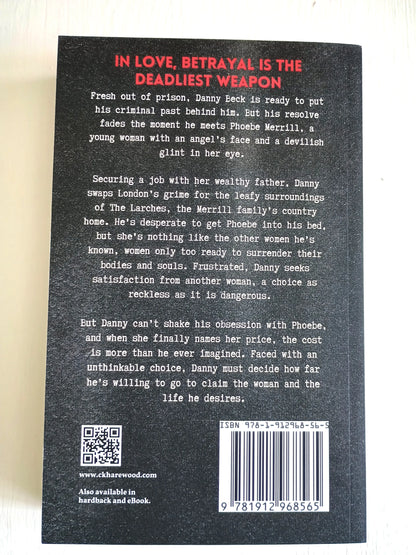 IN LOVE, BETRAYAL IS THE
DEADLIEST WEAPON
Fresh out of prison, Danny Beck is ready to put
his criminal past behind him. But his resolve
fades the moment he meets Phoebe Merrill, a
young woman with an angel's face and a devilish
glint in her eye.
Securing a job with her wealthy father, Danny
swaps London's grime for the leafy surroundings
of The Larches, the Merrill family's country
home. He's desperate to get Phoebe into his bed,
but she's nothing like the other women he's
known, women only too ready to surrender their
bodies and souls. Frustrated, Danny seeks
satisfaction from another woman, a choice as
reckless as it is dangerous.
But Danny can't shake his obsession with Phoebe,
and when she finally names her price, the cost
is more than he ever imagined. Faced with an
unthinkable choice, Danny must decide how far
he's willing to go to claim the woman and the
life he desires.
ISBN 978-1-912968-56-5
www.ckharewood.com
Also available in
hardback and eBook.
9 781912 968565